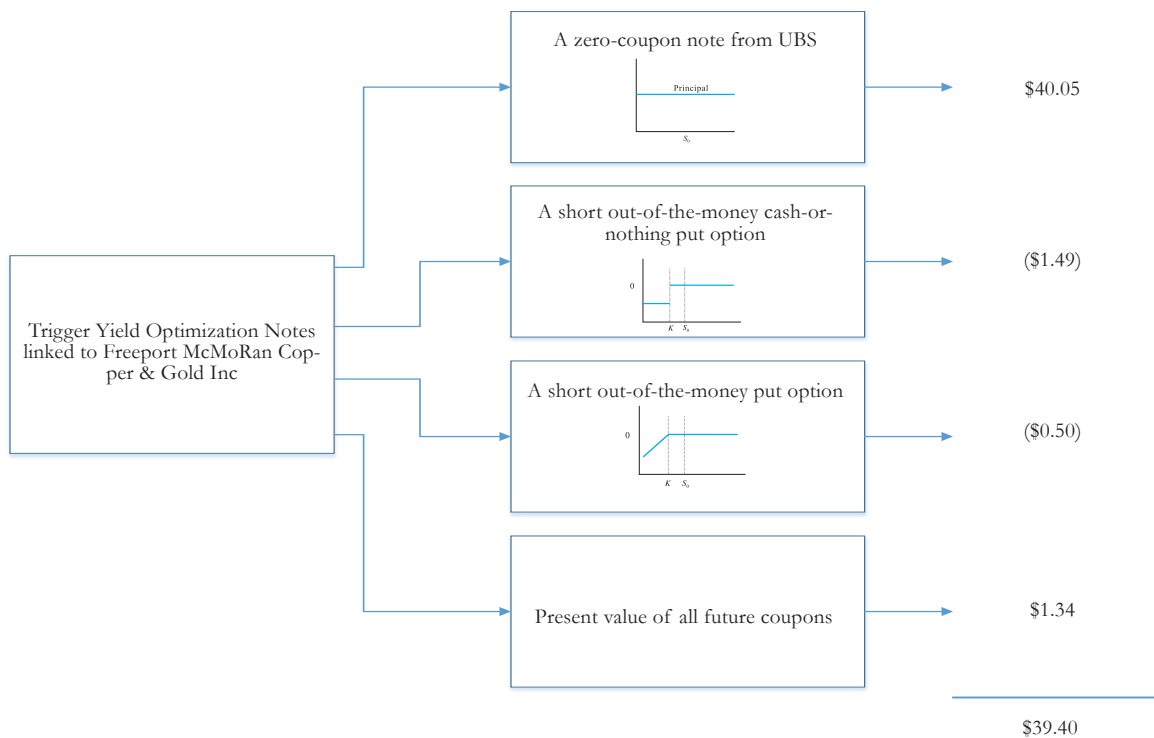 A zero-coupon note from UBS
Principal
S₀
$40.05
A short out-of-the-money cash-or-
nothing put option
0
K
S₀
($1.49)
Trigger Yield Optimization Notes
linked to Freeport McMoRan Cop-
per & Gold Inc
A short out-of-the-money put option
0
K
S₀
($0.50)
Present value of all future coupons
$1.34
$39.40